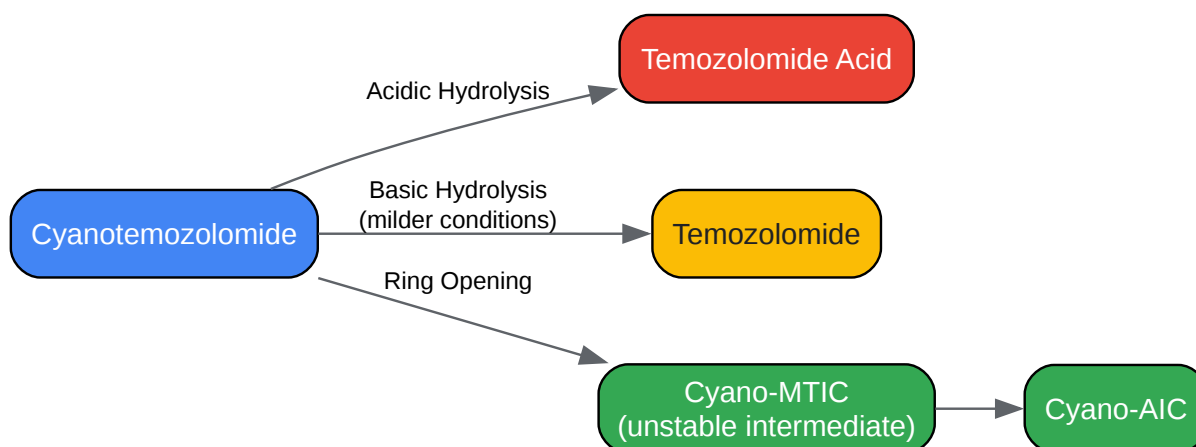 Temozolomide Acid
Acidic Hydrolysis
Basic Hydrolysis
(milder conditions)
Cyanotemozolomide
Temozolomide
Ring Opening
Cyano-MTIC
(unstable intermediate)
Cyano-AIC